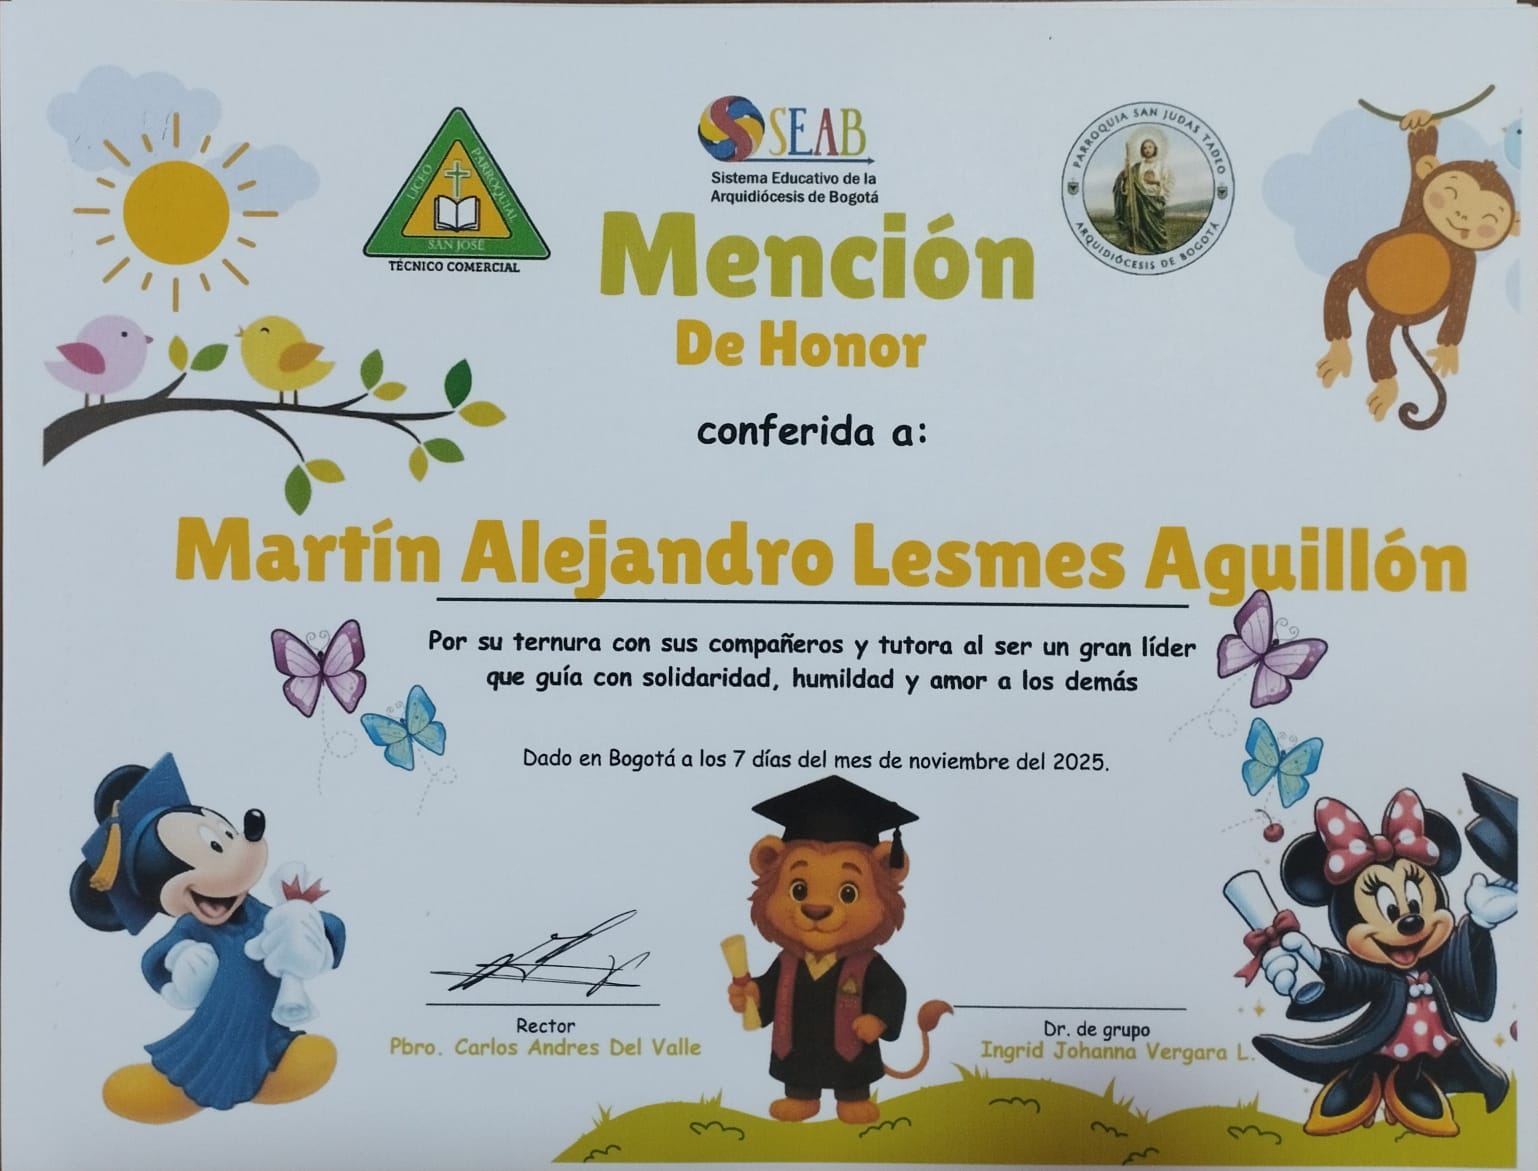 LICEO PARROQUIAL
SAN JOSÉ
TÉCNICO COMERCIAL
SEAB
Sistema Educativo de la
Arquidiócesis de Bogotá
PARROQUIA SAN JUDAS TADEO
ARQUIDIÓCESIS DE BOGOTÁ
Mención
De Honor
conferida a:
Martín Alejandro Lesmes Aguillón
Por su ternura con sus compañeros y tutora al ser un gran líder
que guía con solidaridad, humildad y amor a los demás
Dado en Bogotá a los 7 días del mes de noviembre del 2025.
Rector
Pbro. Carlos Andres Del Valle
Dr. de grupo
Ingrid Johanna Vergara L.